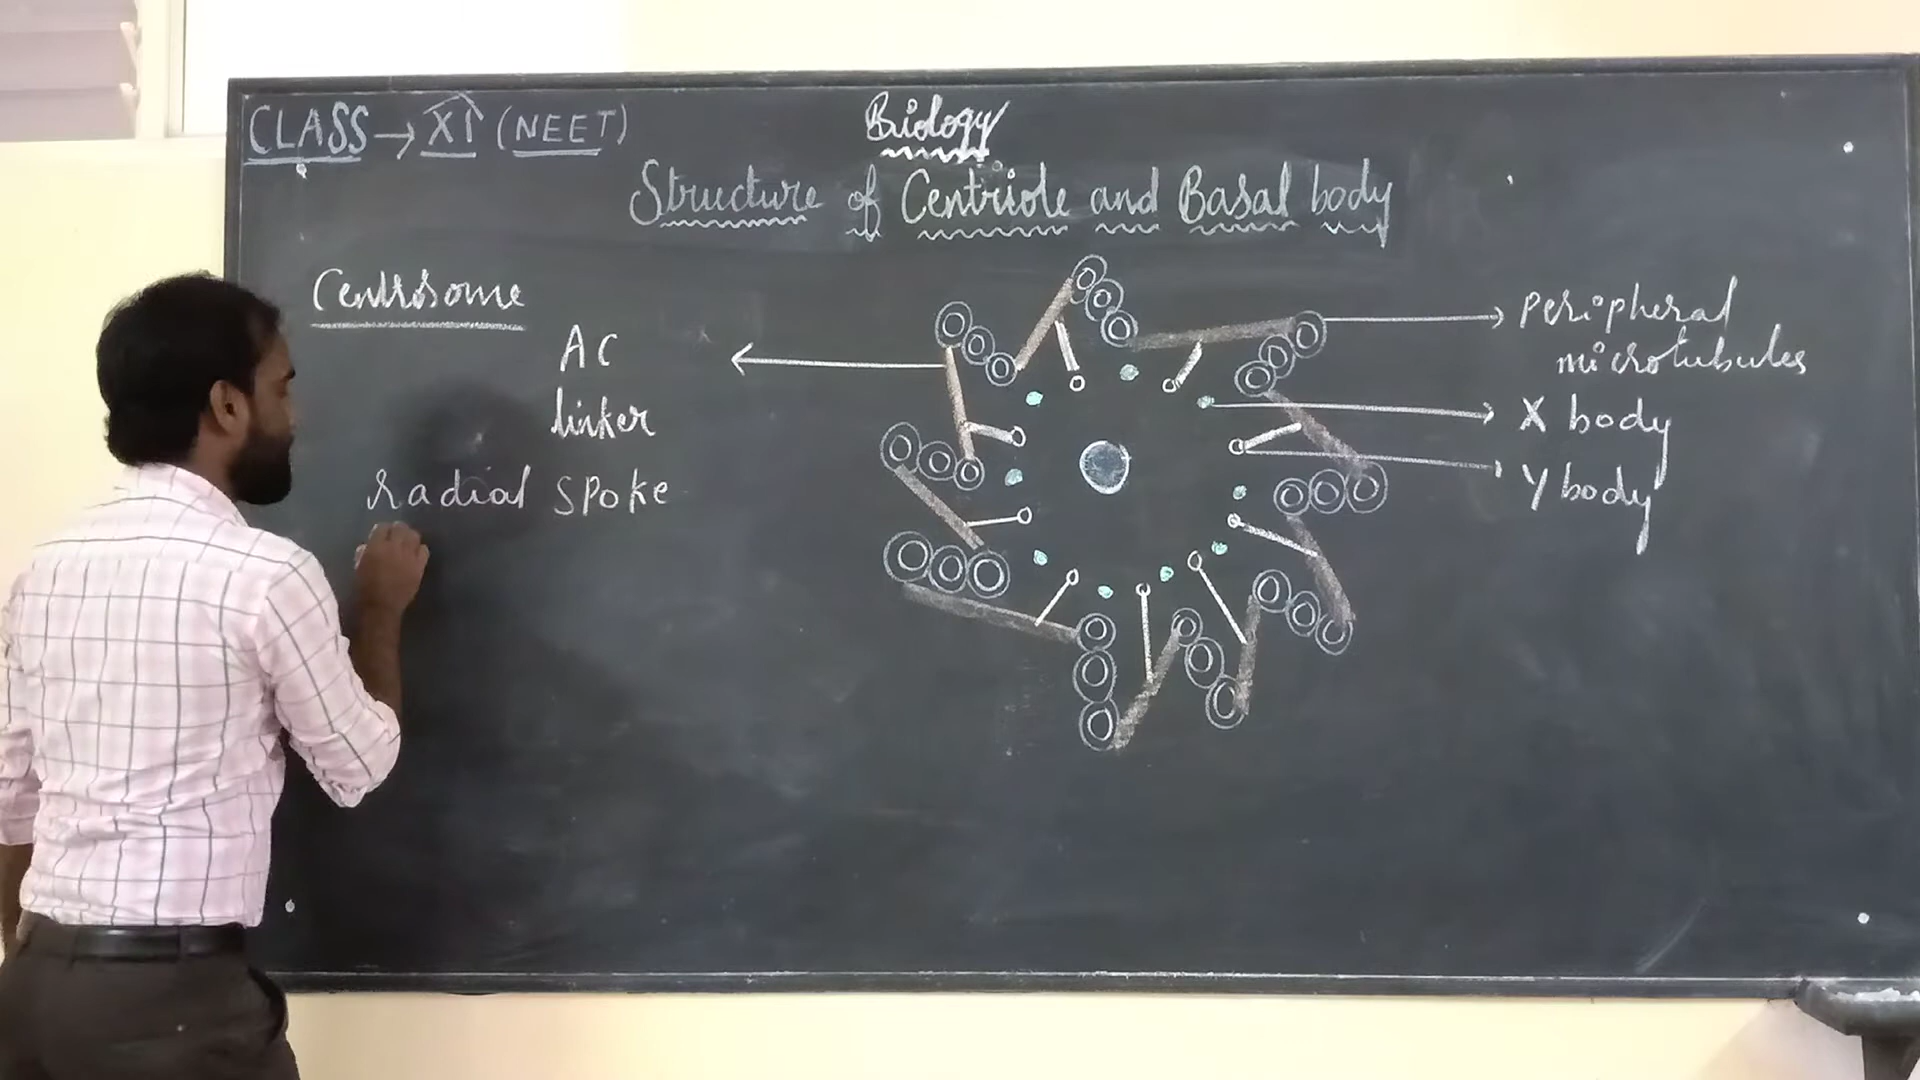 CLASS → XI (NEET)
Biology
Structure of Centriole and Basal body
Centrosome
AC
linker
radial spoke
Peripheral
microtubules
X body
Y body